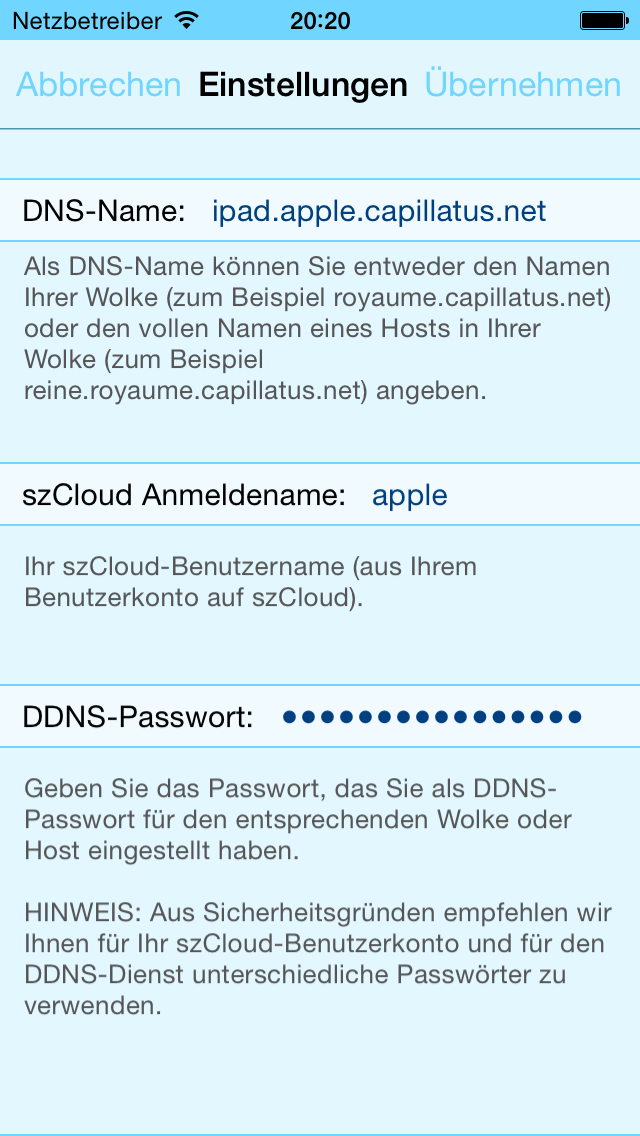 Netzbetreiber 20:20
Abbrechen Einstellungen Übernehmen
DNS-Name: ipad.apple.capillatus.net
Als DNS-Name können Sie entweder den Namen
Ihrer Wolke (zum Beispiel royaume.capillatus.net)
oder den vollen Namen eines Hosts in Ihrer
Wolke (zum Beispiel
reine.royaume.capillatus.net) angeben.
szCloud Anmeldename: apple
Ihr szCloud-Benutzername (aus Ihrem
Benutzerkonto auf szCloud).
DDNS-Passwort: ••••••••••••••••
Geben Sie das Passwort, das Sie als DDNS-
Passwort für den entsprechenden Wolke oder
Host eingestellt haben.
HINWEIS: Aus Sicherheitsgründen empfehlen wir
Ihnen für Ihr szCloud-Benutzerkonto und für den
DDNS-Dienst unterschiedliche Passwörter zu
verwenden.